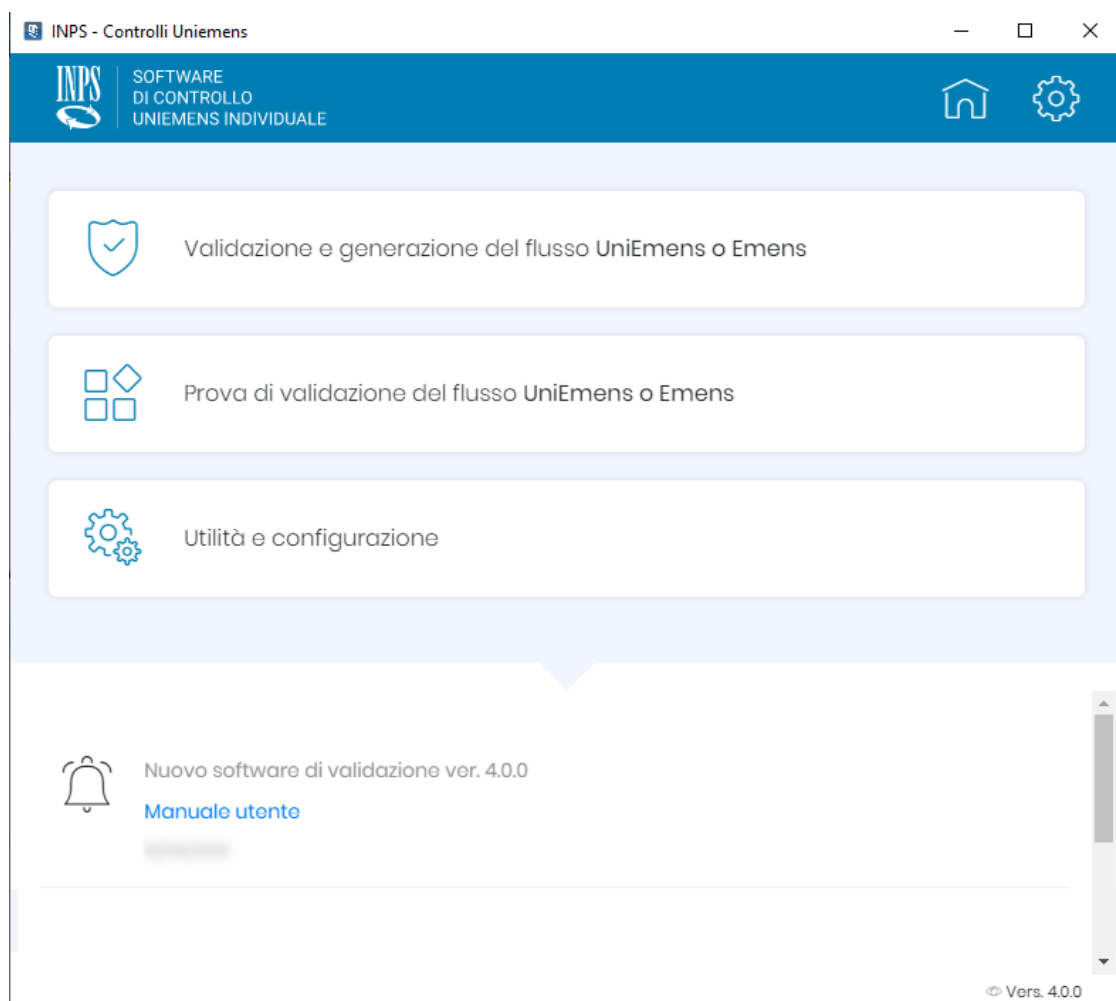 INPS - Controlli Uniemens
INPS
SOFTWARE
DI CONTROLLO
UNIEMENS INDIVIDUALE
Validazione e generazione del flusso UniEmens o Emens
Prova di validazione del flusso UniEmens o Emens
Utilità e configurazione
Nuovo software di validazione ver. 4.0.0
Manuale utente
Vers. 4.0.0